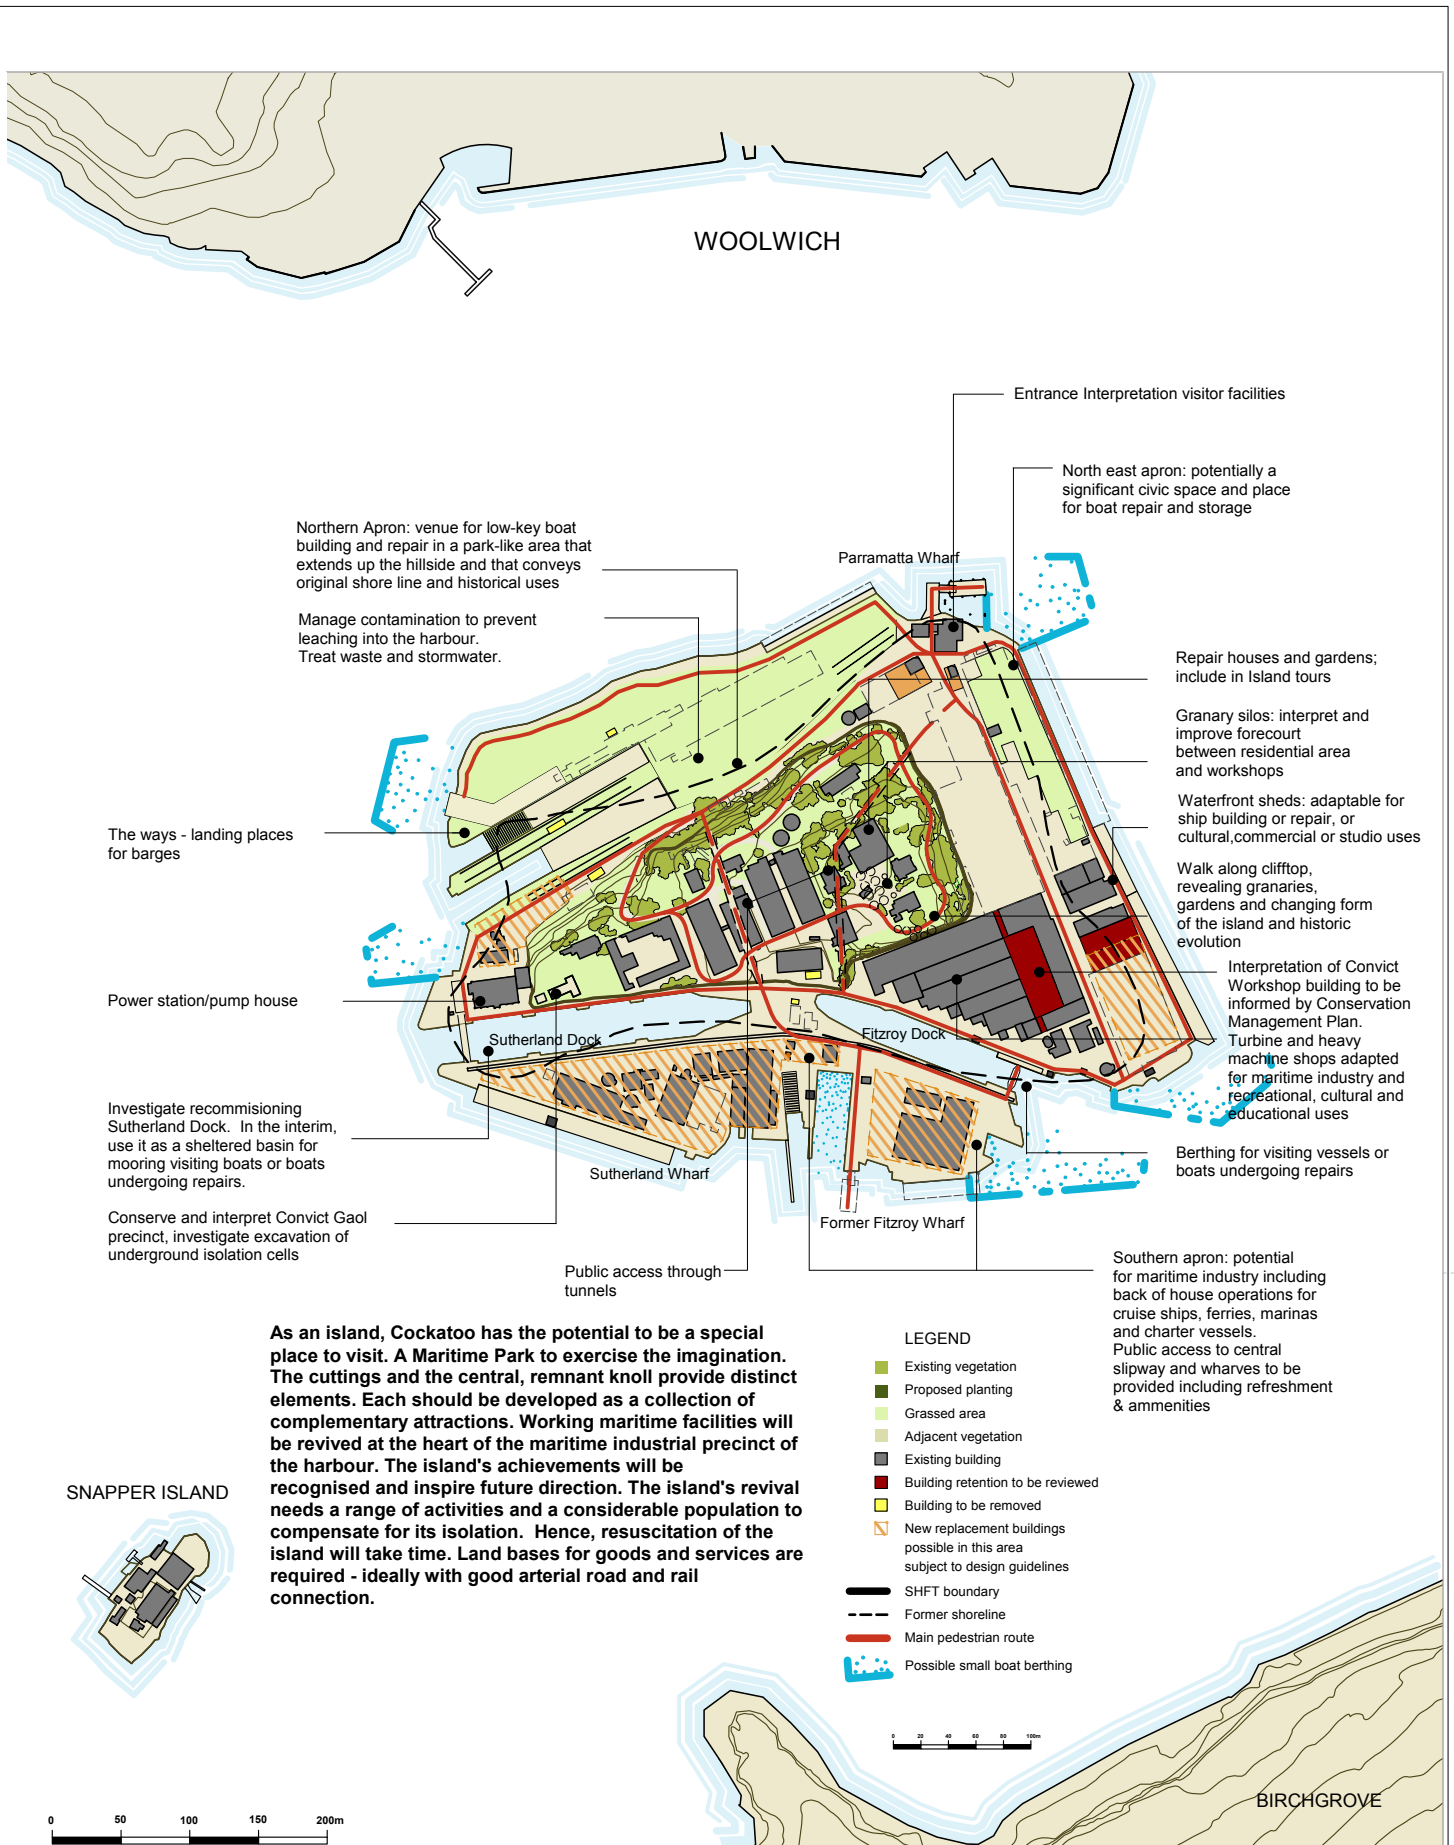 WOOLWICH
Entrance Interpretation visitor facilities
North east apron: potentially a
significant civic space and place
for boat repair and storage
Northern Apron: venue for low-key boat
building and repair in a park-like area that
extends up the hillside and that conveys
original shore line and historical uses
Parramatta Wharf
Manage contamination to prevent
leaching into the harbour.
Treat waste and stormwater.
Repair houses and gardens;
include in Island tours
Granary silos: interpret and
improve forecourt
between residential area
and workshops
Waterfront sheds: adaptable for
ship building or repair, or
cultural,commercial or studio uses
The ways - landing places
for barges
Walk along clifftop,
revealing granaries,
gardens and changing form
of the island and historic
evolution
Interpretation of Convict
Workshop building to be
informed by Conservation
Management Plan.
Turbine and heavy
machine shops adapted
for maritime industry and
recreational, cultural and
educational uses
Power station/pump house
Sutherland Dock
Fitzroy Dock
Investigate recommisioning
Sutherland Dock.  In the interim,
use it as a sheltered basin for
mooring visiting boats or boats
undergoing repairs.
Berthing for visiting vessels or
boats undergoing repairs
Sutherland Wharf
Conserve and interpret Convict Gaol
precinct, investigate excavation of
underground isolation cells
Former Fitzroy Wharf
Public access through
tunnels
Southern apron: potential
for maritime industry including
back of house operations for
cruise ships, ferries, marinas
and charter vessels.
Public access to central
slipway and wharves to be
provided including refreshment
& ammenities
As an island, Cockatoo has the potential to be a special
place to visit. A Maritime Park to exercise the imagination.
The cuttings and the central, remnant knoll provide distinct
elements. Each should be developed as a collection of
complementary attractions. Working maritime facilities will
be revived at the heart of the maritime industrial precinct of
the harbour. The island's achievements will be
recognised and inspire future direction. The island's revival
needs a range of activities and a considerable population to
compensate for its isolation.  Hence, resuscitation of the
island will take time. Land bases for goods and services are
required - ideally with good arterial road and rail
connection.
LEGEND
Existing vegetation
Proposed planting
Grassed area
Adjacent vegetation
Existing building
Building retention to be reviewed
Building to be removed
New replacement buildings
possible in this area
subject to design guidelines
SHFT boundary
Former shoreline
Main pedestrian route
Possible small boat berthing
SNAPPER ISLAND
0 20 40 60 80 100m
BIRCHGROVE
0 50 100 150 200m